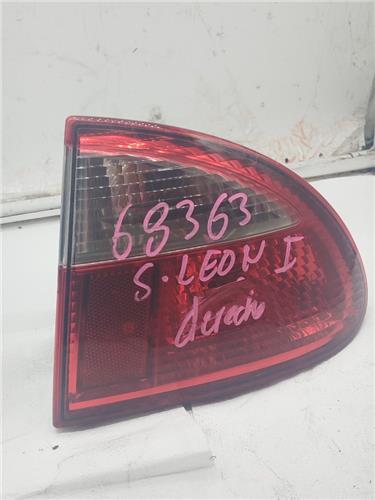 68363
S. LEON I
derecho